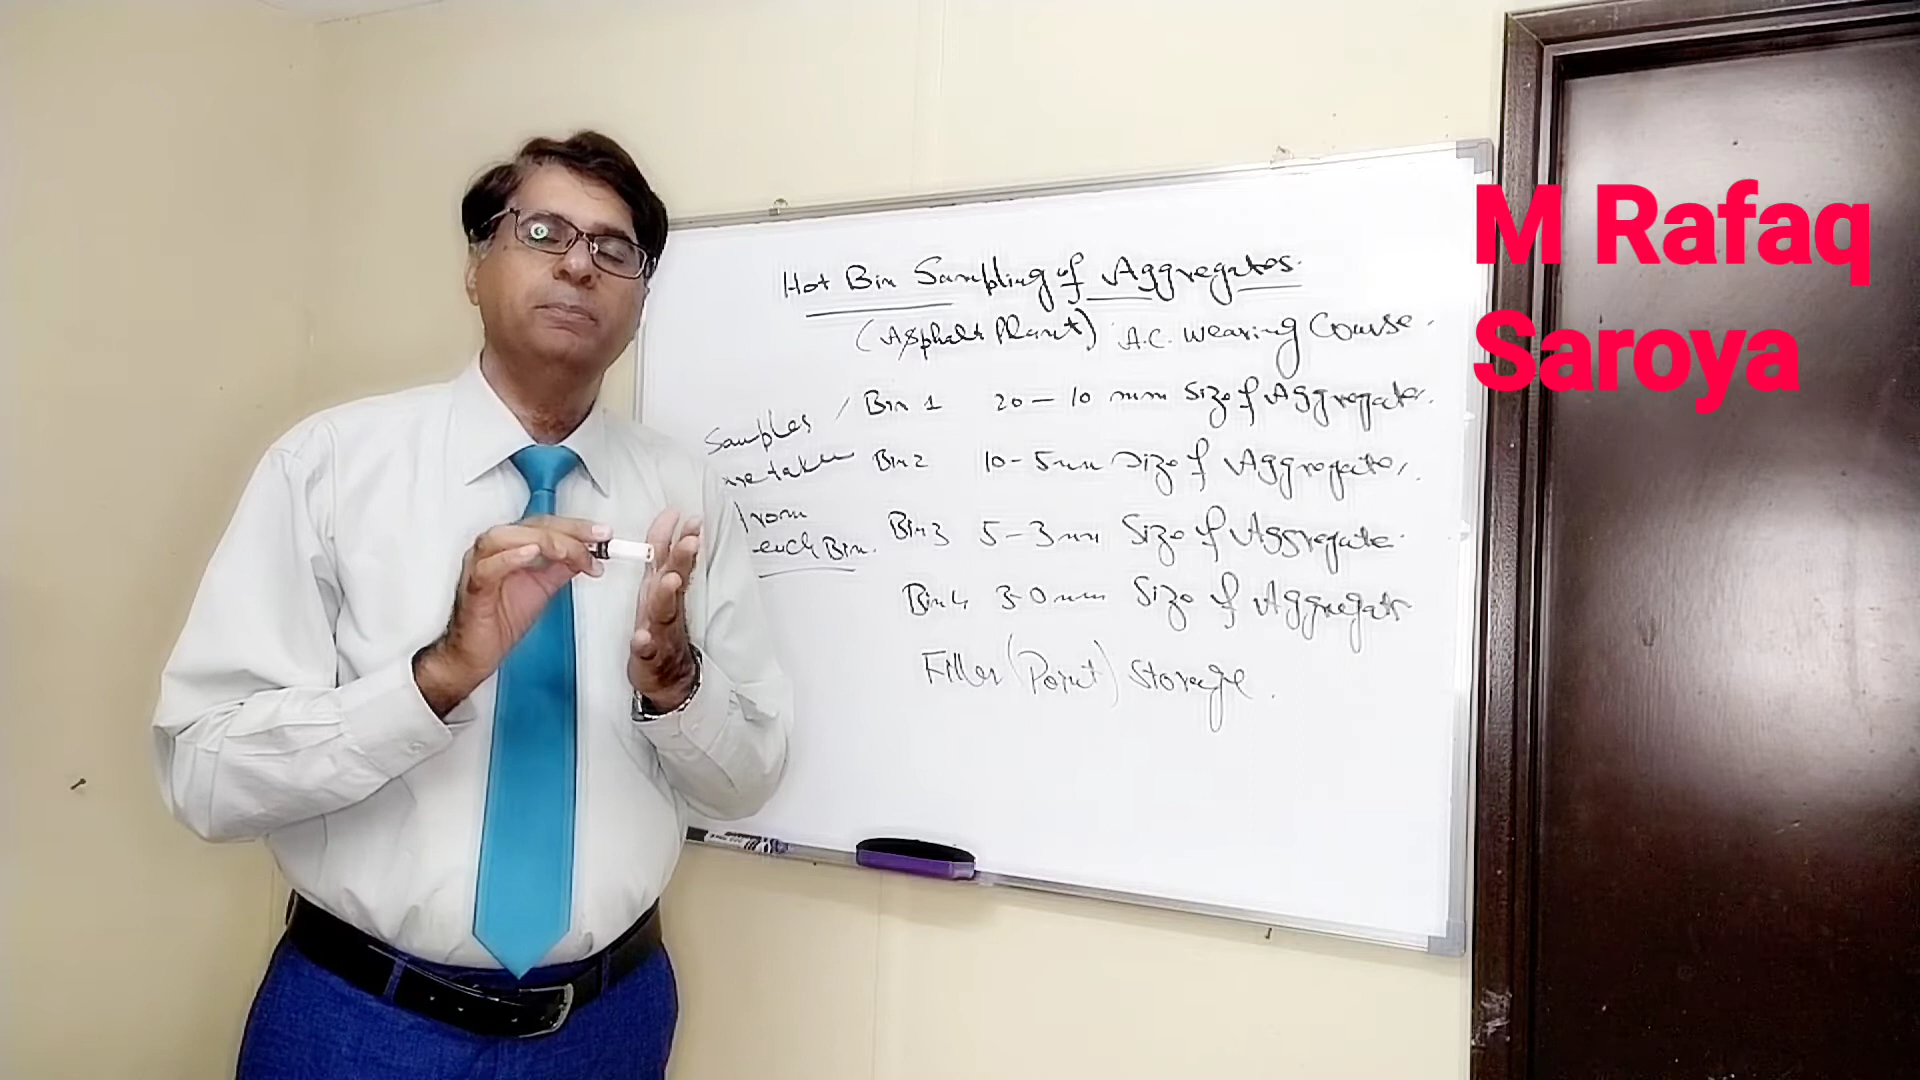 Hot Bin Sampling of Aggregates.
(Asphalt Plant) A.C. Wearing Course.
Samples are taken from each Bin.
Bin 1 20 - 10 mm Size of Aggregate.
Bin 2 10 - 5 mm Size of Aggregate.
Bin 3 5 - 3 mm Size of Aggregate.
Bin 4 3-0 mm Size of Aggregate
Filler (Point) Storage.
M Rafaq
Saroya